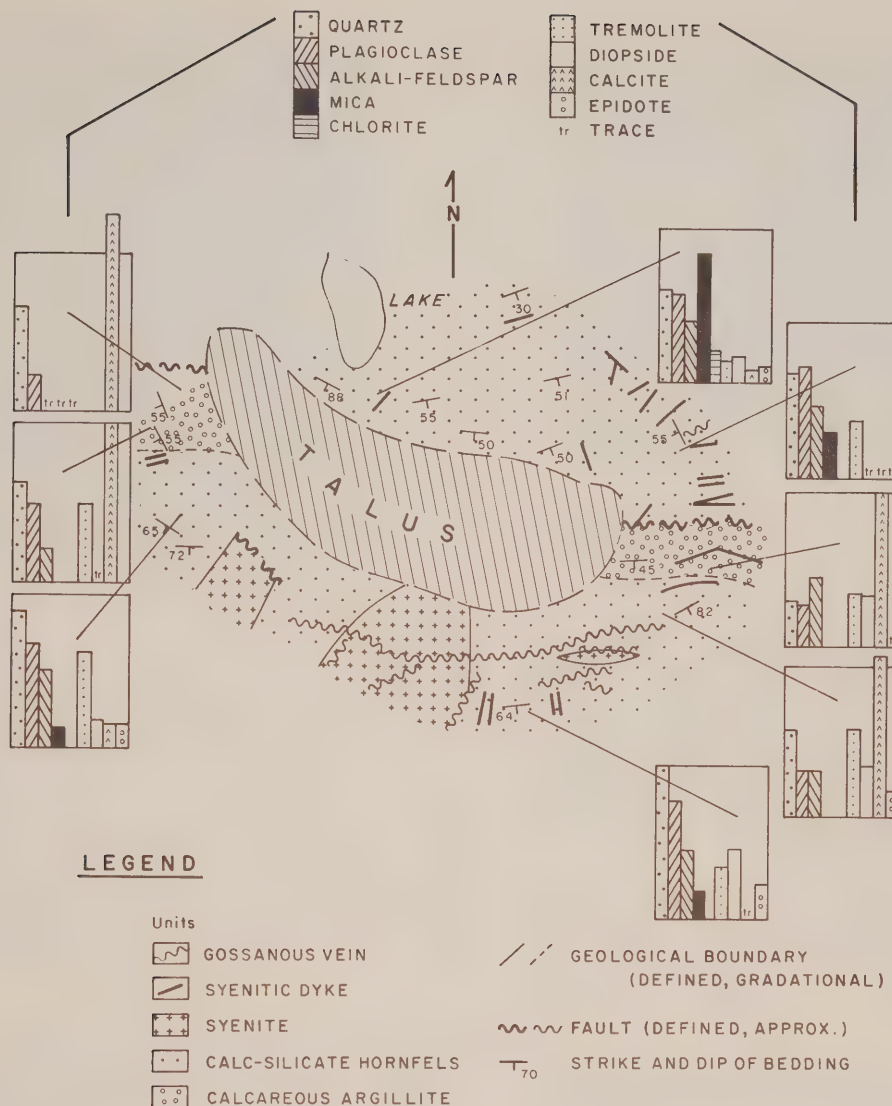 QUARTZ
PLAGIOCLASE
ALKALI-FELDSPAR
MICA
CHLORITE
TREMOLITE
DIOPSIDE
CALCITE
EPIDOTE
tr TRACE
N
LAKE
30
88
55
51
50
50
55
55
55
65
72
45
82
64
TALUS
tr tr tr
tr
tr tr t
t
tr
LEGEND
Units
GOSSANOUS VEIN
SYENITIC DYKE
SYENITE
CALC-SILICATE HORNFELS
CALCAREOUS ARGILLITE
GEOLOGICAL BOUNDARY
(DEFINED, GRADATIONAL)
FAULT (DEFINED, APPROX.)
70 STRIKE AND DIP OF BEDDING